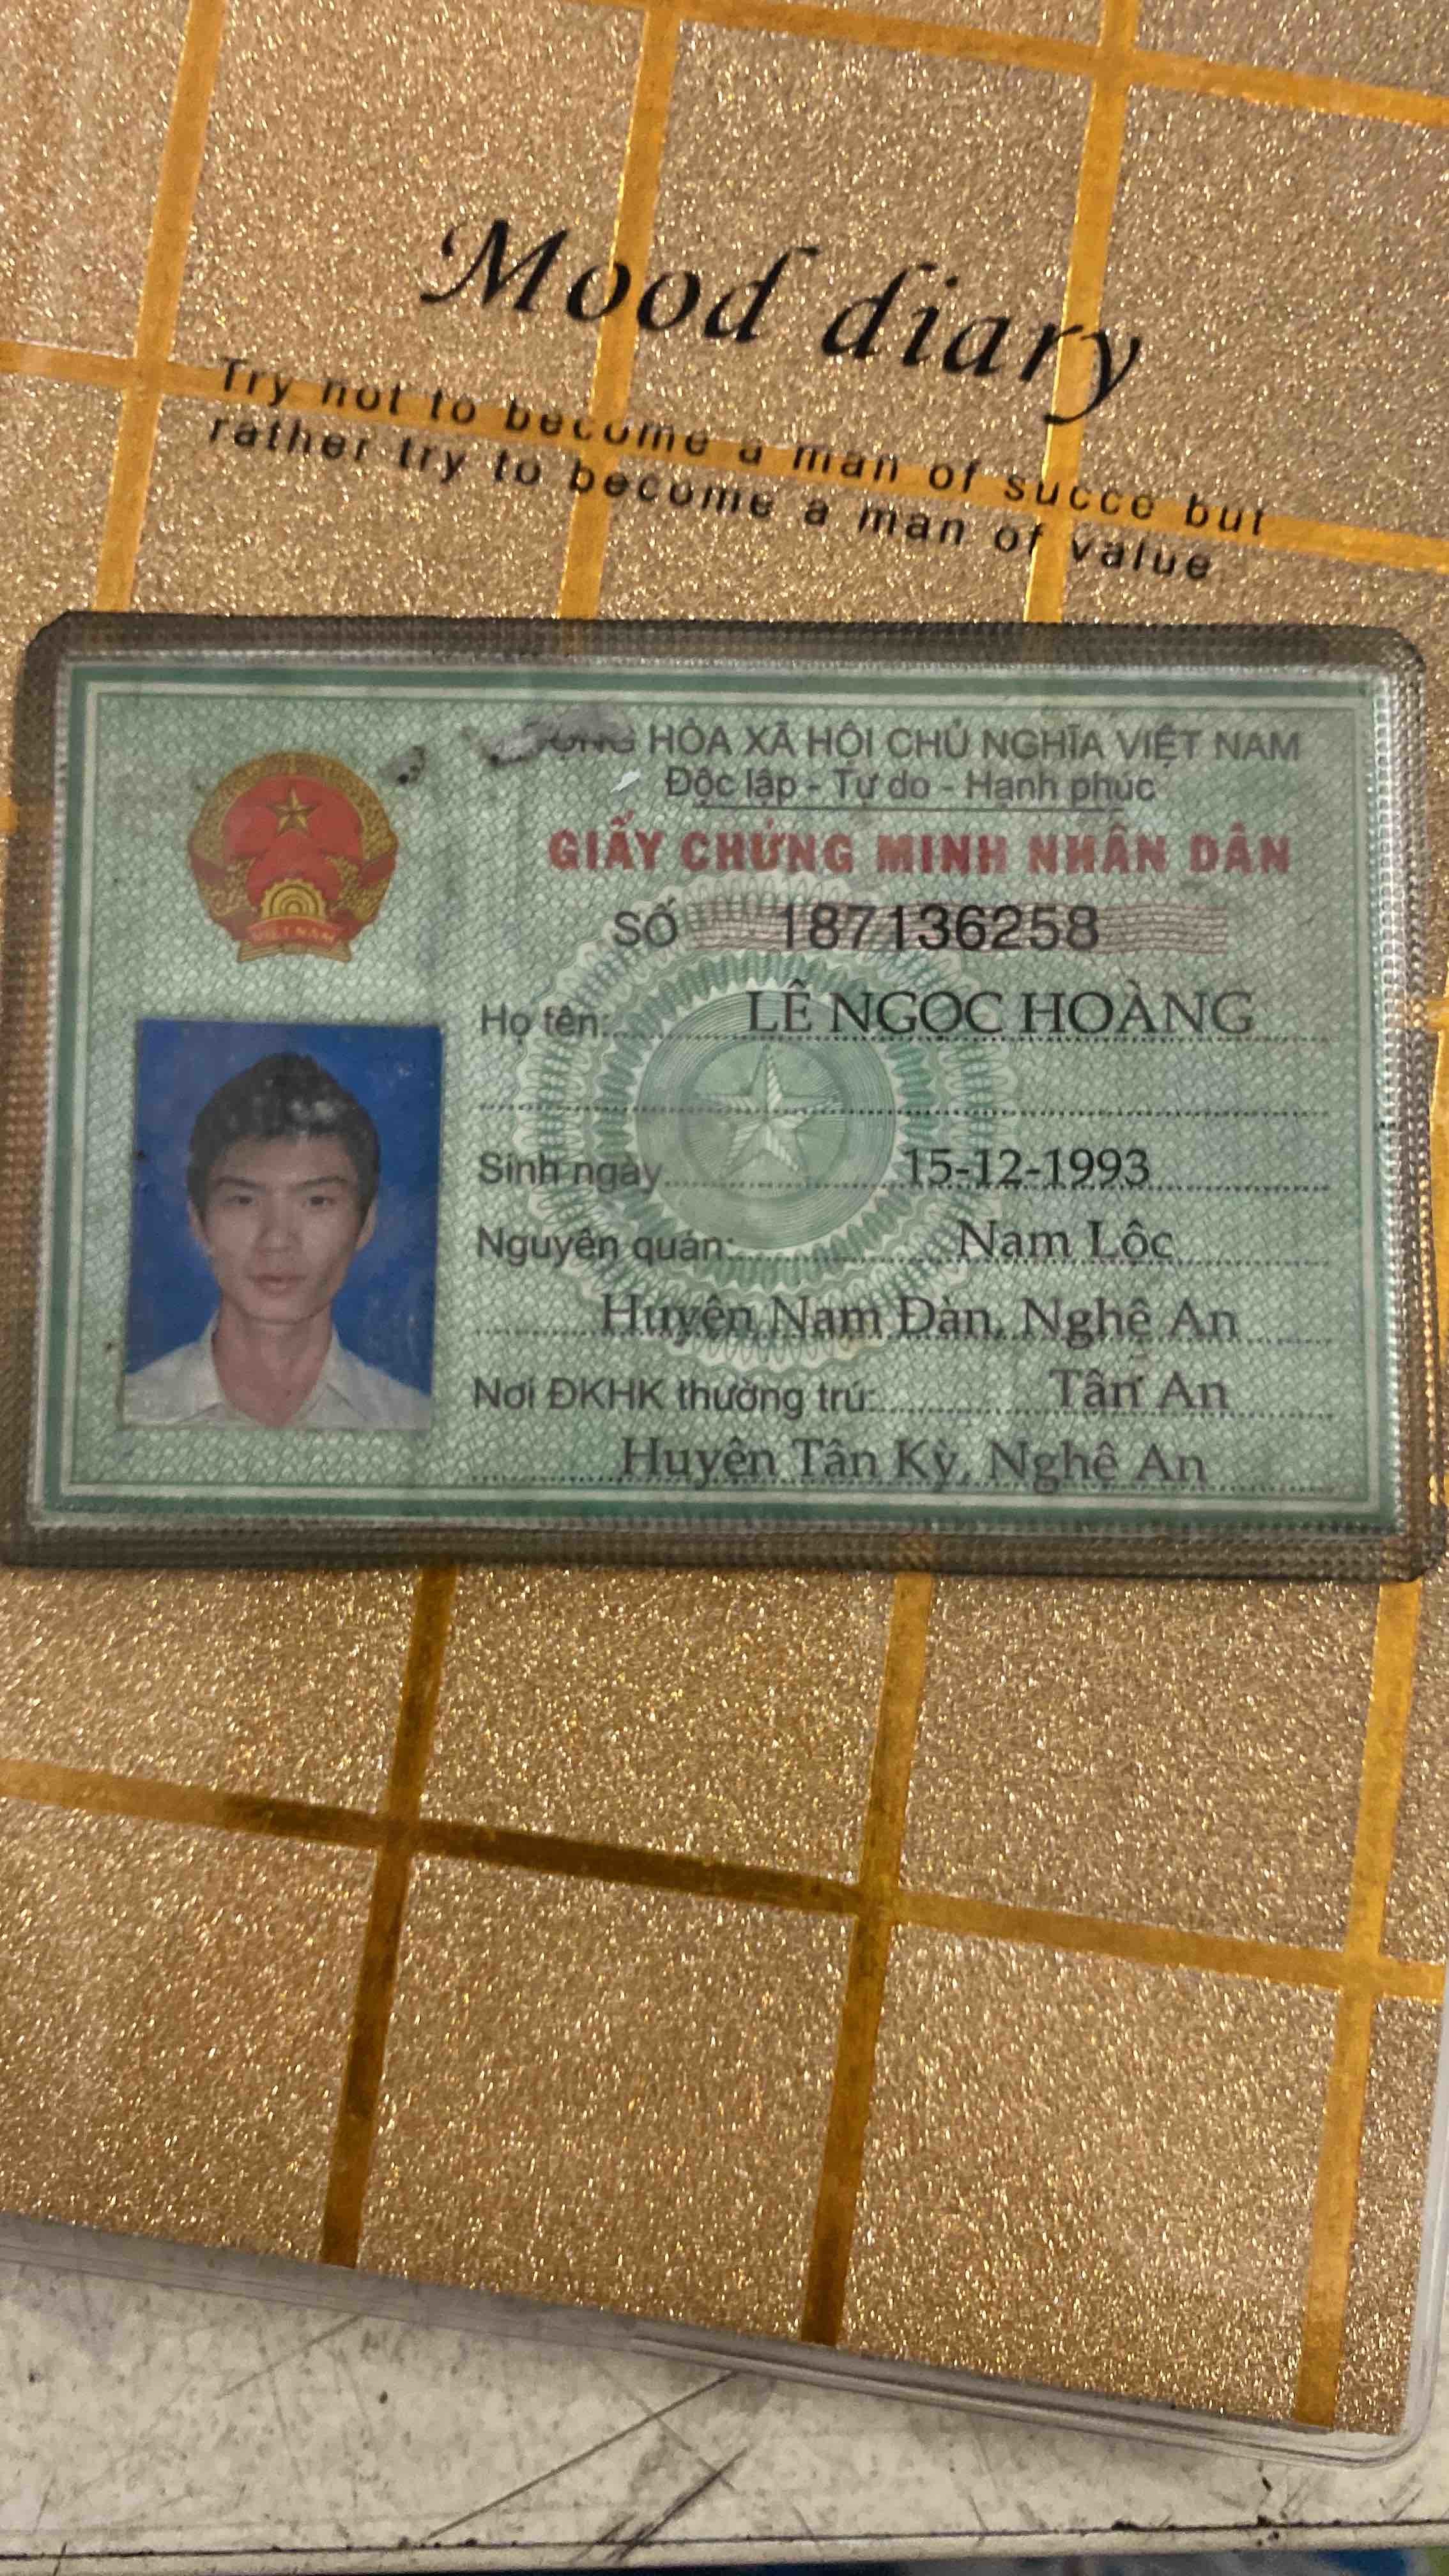 Mood diary
Try not to become a man of succe but
rather try to become a man of value
HÒA XÃ HỘI CHỦ NGHĨA VIỆT NAM
Độc lập - Tự do - Hạnh phúc
GIẤY CHỨNG MINH NHÂN DÂN
SỐ 187136258
Họ tên: LÊ NGỌC HOÀNG
Sinh ngày 15-12-1993
Nguyên quán: Nam Lộc
Huyện Nam Đàn, Nghệ An
Nơi ĐKHK thường trú: Tân An
Huyện Tân Kỳ, Nghệ An
VIỆT NAM